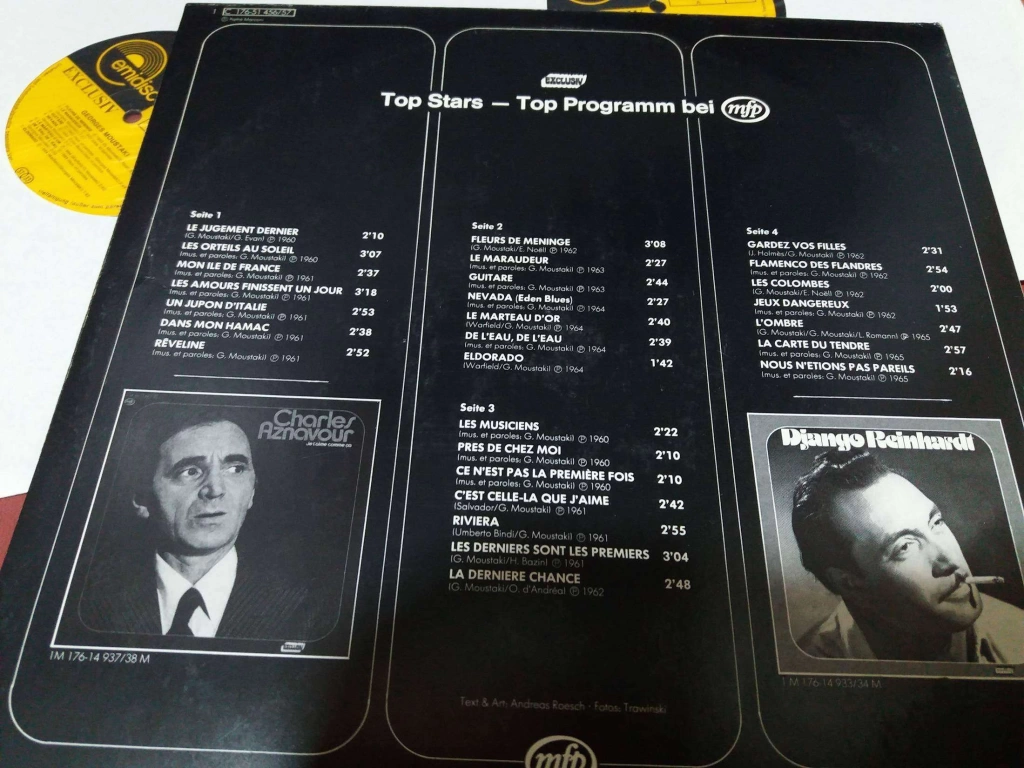 1 C 176-51 456/57
EXCLUSIV
Top Stars — Top Programm bei mfp
emidisc
EXCLUSIV
GEORGES MOUSTAKI
Seite 1
LE JUGEMENT DERNIER 2'10
(G. Moustaki/G. Evan) Ⓟ 1960
LES ORTEILS AU SOLEIL 3'07
(mus. et paroles: G. Moustaki) Ⓟ 1960
MON ILE DE FRANCE 2'37
(mus. et paroles: G. Moustaki) Ⓟ 1961
LES AMOURS FINISSENT UN JOUR 3'18
(mus. et paroles: G. Moustaki) Ⓟ 1961
UN JUPON D'ITALIE 2'53
(mus. et paroles: G. Moustaki) Ⓟ 1961
DANS MON HAMAC 2'38
(mus. et paroles: G. Moustaki) Ⓟ 1961
RÊVELINE 2'52
(mus. et paroles: G. Moustaki) Ⓟ 1961
Charles
Aznavour
1M 176-14 937/38 M
Seite 2
FLEURS DE MENINGE 3'08
(G. Moustaki/E. Noël) Ⓟ 1962
LE MARAUDEUR 2'27
(mus. et paroles: G. Moustaki) Ⓟ 1963
GUITARE 2'44
(mus. et paroles: G. Moustaki) Ⓟ 1963
NEVADA (Eden Blues) 2'27
(mus. et paroles: G. Moustaki) Ⓟ 1964
LE MARTEAU D'OR 2'40
(Warfield/G. Moustaki) Ⓟ 1964
DE L'EAU, DE L'EAU 2'39
(mus. et paroles: G. Moustaki) Ⓟ 1964
ELDORADO 1'42
(Warfield/G. Moustaki) Ⓟ 1964
Seite 3
LES MUSICIENS 2'22
(mus. et paroles: G. Moustaki) Ⓟ 1960
PRES DE CHEZ MOI 2'10
(mus. et paroles: G. Moustaki) Ⓟ 1960
CE N'EST PAS LA PREMIÈRE FOIS 2'10
(mus. et paroles: G. Moustaki) Ⓟ 1960
C'EST CELLE-LA QUE J'AIME 2'42
(Salvador/G. Moustaki) Ⓟ 1961
RIVIERA 2'55
(Umberto Bindi/G. Moustaki) Ⓟ 1961
LES DERNIERS SONT LES PREMIERS 3'04
(G. Moustaki/H. Bazin) Ⓟ 1961
LA DERNIERE CHANCE 2'48
(G. Moustaki/O. d'Andréa) Ⓟ 1962
Seite 4
GARDEZ VOS FILLES 2'31
(J. Holmès/G. Moustaki) Ⓟ 1962
FLAMENCO DES FLANDRES 2'54
(mus. et paroles: G. Moustaki) Ⓟ 1962
LES COLOMBES 2'00
(G. Moustaki/E. Noël) Ⓟ 1962
JEUX DANGEREUX 1'53
(mus. et paroles: G. Moustaki) Ⓟ 1962
L'OMBRE 2'47
(G. Moustaki/G. Moustaki/L. Romann) Ⓟ 1965
LA CARTE DU TENDRE 2'57
(mus. et paroles: G. Moustaki) Ⓟ 1965
NOUS N'ETIONS PAS PAREILS 2'16
(mus. et paroles: G. Moustaki) Ⓟ 1965
Django Reinhardt
1 M 176-14 933/34 M
Text & Art: Andreas Roesch · Fotos: Trawinski
mfp